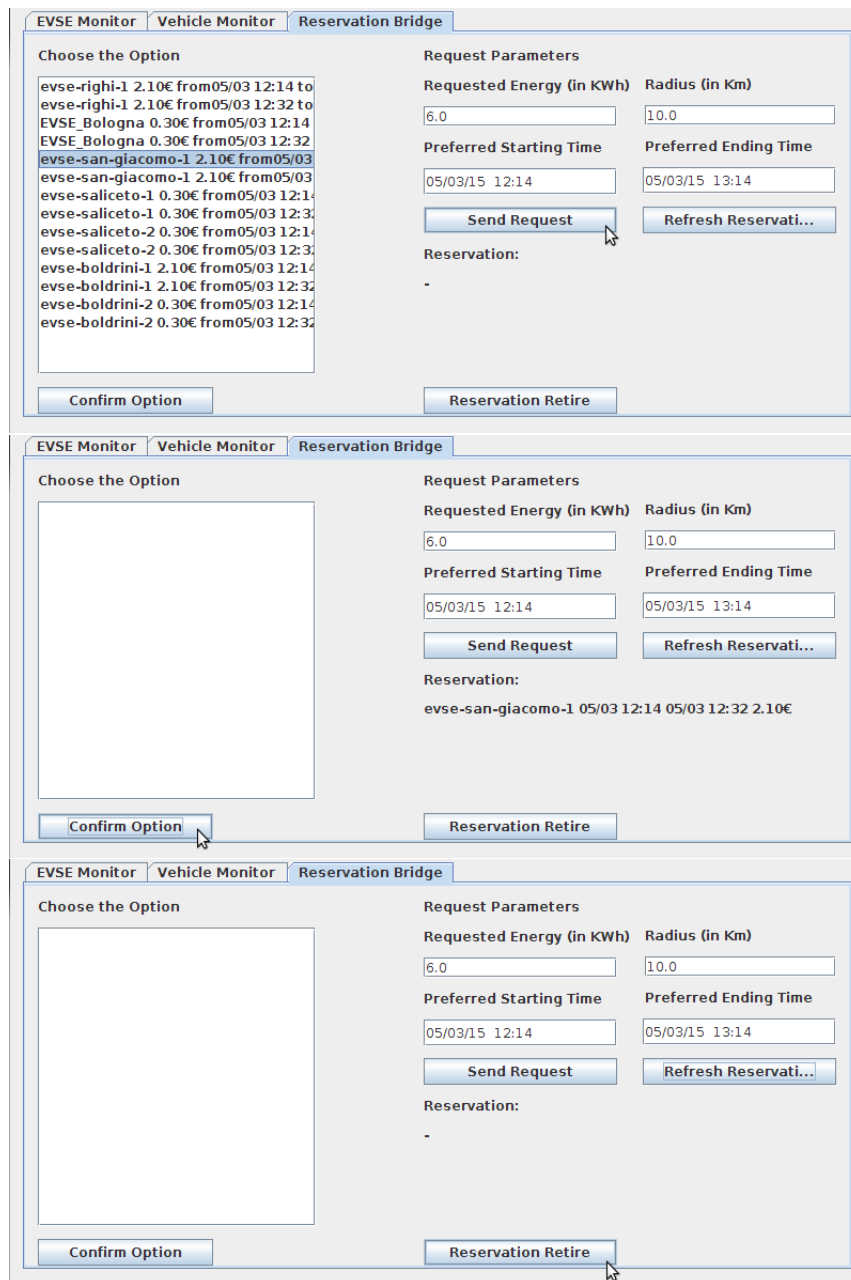 EVSE Monitor Vehicle Monitor Reservation Bridge
Choose the Option
evse-righi-1 2.10€ from05/03 12:14 to
evse-righi-1 2.10€ from05/03 12:32 to
EVSE_Bologna 0.30€ from05/03 12:14
EVSE_Bologna 0.30€ from05/03 12:32
evse-san-giacomo-1 2.10€ from05/03
evse-san-giacomo-1 2.10€ from05/03
evse-saliceto-1 0.30€ from05/03 12:14
evse-saliceto-1 0.30€ from05/03 12:32
evse-saliceto-2 0.30€ from05/03 12:14
evse-saliceto-2 0.30€ from05/03 12:32
evse-boldrini-1 2.10€ from05/03 12:14
evse-boldrini-1 2.10€ from05/03 12:32
evse-boldrini-2 0.30€ from05/03 12:14
evse-boldrini-2 0.30€ from05/03 12:32
Confirm Option
Request Parameters
Requested Energy (in KWh) Radius (in Km)
6.0 10.0
Preferred Starting Time Preferred Ending Time
05/03/15 12:14 05/03/15 13:14
Send Request Refresh Reservati...
Reservation:
-
Reservation Retire
EVSE Monitor Vehicle Monitor Reservation Bridge
Choose the Option
Confirm Option
Request Parameters
Requested Energy (in KWh) Radius (in Km)
6.0 10.0
Preferred Starting Time Preferred Ending Time
05/03/15 12:14 05/03/15 13:14
Send Request Refresh Reservati...
Reservation:
evse-san-giacomo-1 05/03 12:14 05/03 12:32 2.10€
Reservation Retire
EVSE Monitor Vehicle Monitor Reservation Bridge
Choose the Option
Confirm Option
Request Parameters
Requested Energy (in KWh) Radius (in Km)
6.0 10.0
Preferred Starting Time Preferred Ending Time
05/03/15 12:14 05/03/15 13:14
Send Request Refresh Reservati...
Reservation:
-
Reservation Retire